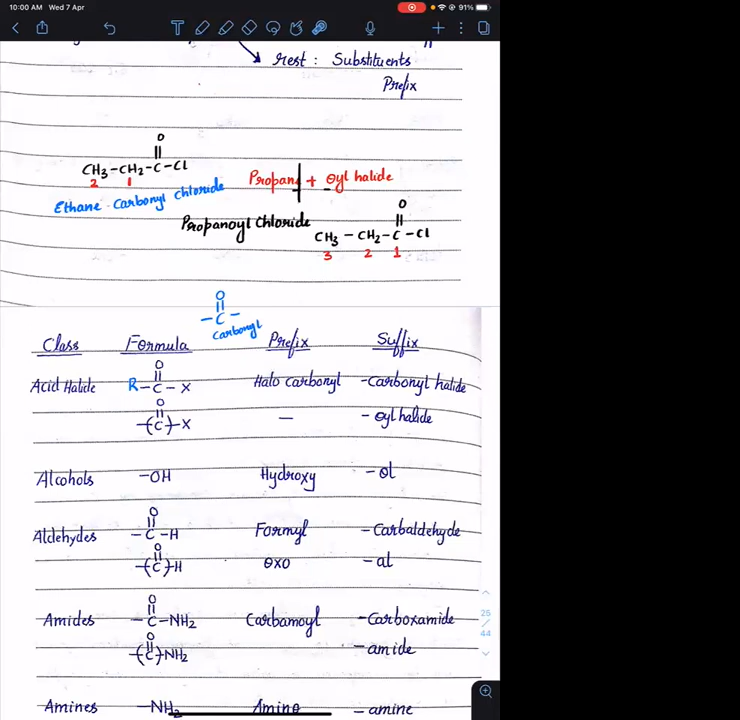 10:00 AM Wed 7 Apr
91%
rest : Substituents
Prefix
O
||
CH3-CH2-C-Cl
2 1
Ethane Carbonyl Chloride
Propan + oyl halide
Propanoyl Chloride
O
||
CH3-CH2-C-Cl
3 2 1
O
||
-C-
Carbonyl
Class Formula Prefix Suffix
O
||
Acid Halide R-C-X Halo carbonyl -Carbonyl halide
O
||
-(C)-X — -oyl halide
Alcohols -OH Hydroxy -ol
O
||
Aldehydes -C-H Formyl -Carbaldehyde
O
||
-(C)-H oxo -al
O
||
Amides -C-NH2 Carbamoyl -Carboxamide
O
||
-(C)-NH2 -amide
25
/
44
Amines -NH2 Amino -amine